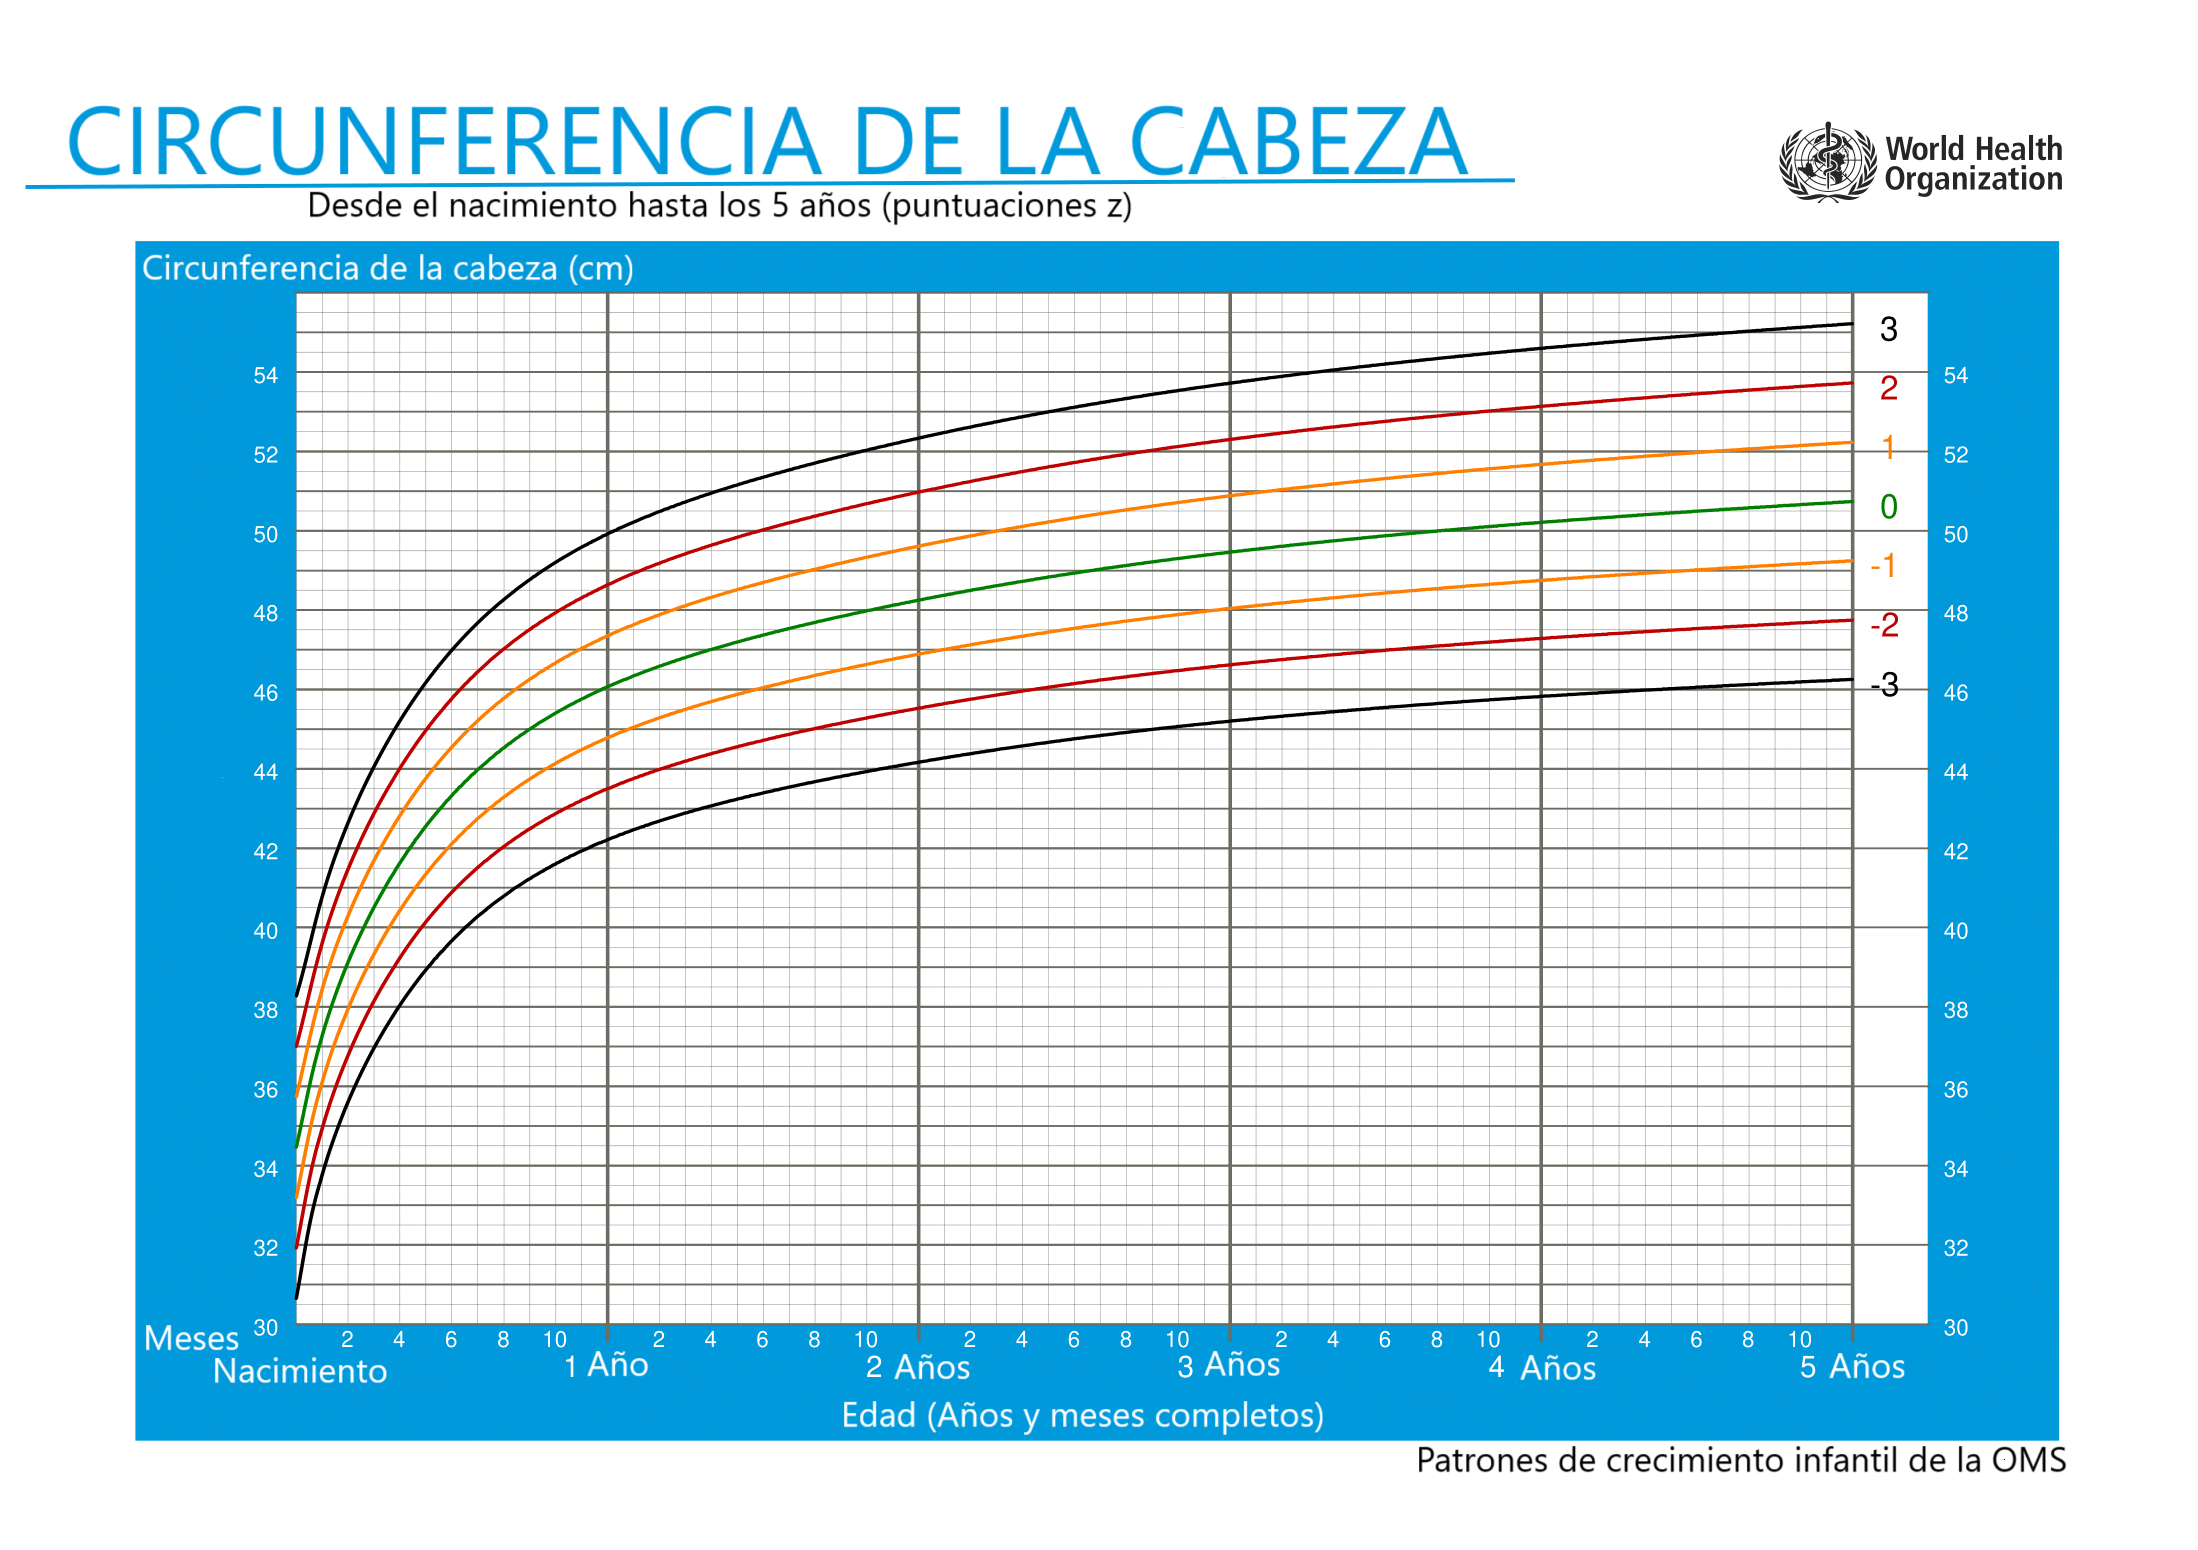 CIRCUNFERENCIA DE LA CABEZA
Desde el nacimiento hasta los 5 años (puntuaciones z)
World Health
Organization
Circunferencia de la cabeza (cm)
3
54 2 54
52 1 52
50 0 50
-1
48 -2 48
46 -3 46
44 44
42 42
40 40
38 38
36 36
34 34
32 32
30 30
Meses 2 4 6 8 10 2 4 6 8 10 2 4 6 8 10 2 4 6 8 10 2 4 6 8 10
Nacimiento 1 Año 2 Años 3 Años 4 Años 5 Años
Edad (Años y meses completos)
Patrones de crecimiento infantil de la OMS